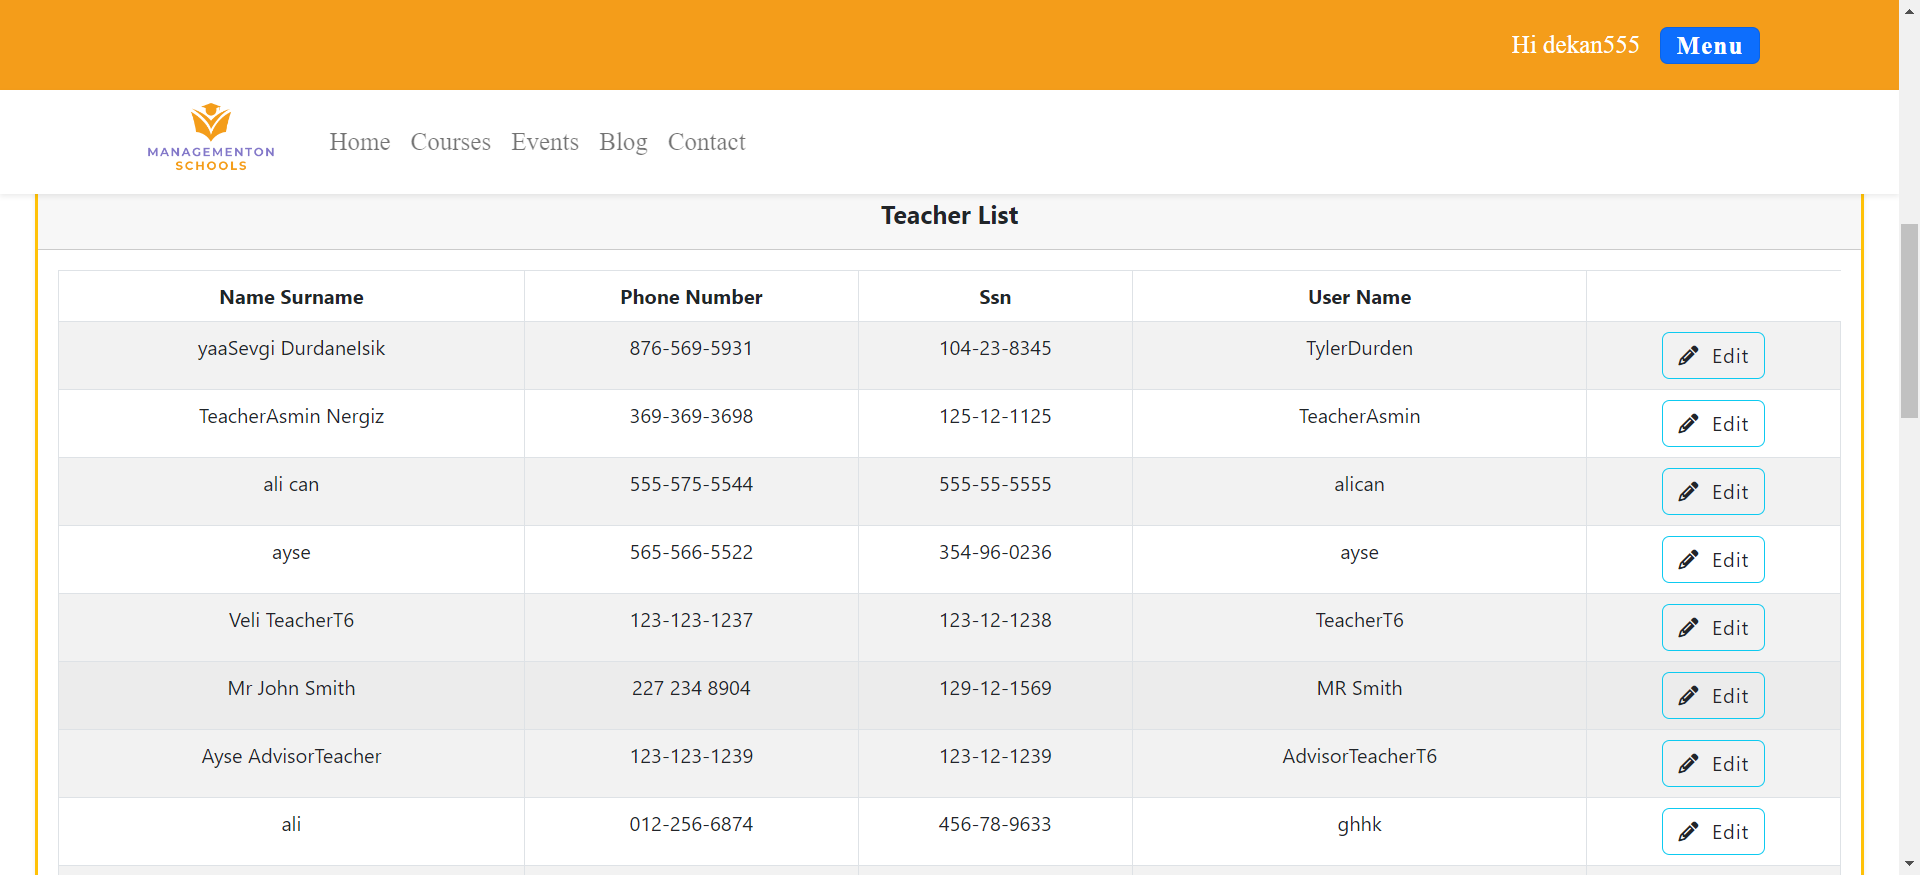 Hi dekan555 Menu
MANAGEMENTON
SCHOOLS
Home Courses Events Blog Contact
Teacher List
Name Surname Phone Number Ssn User Name
yaaSevgi DurdaneIsik 876-569-5931 104-23-8345 TylerDurden Edit
TeacherAsmin Nergiz 369-369-3698 125-12-1125 TeacherAsmin Edit
ali can 555-575-5544 555-55-5555 alican Edit
ayse 565-566-5522 354-96-0236 ayse Edit
Veli TeacherT6 123-123-1237 123-12-1238 TeacherT6 Edit
Mr John Smith 227 234 8904 129-12-1569 MR Smith Edit
Ayse AdvisorTeacher 123-123-1239 123-12-1239 AdvisorTeacherT6 Edit
ali 012-256-6874 456-78-9633 ghhk Edit